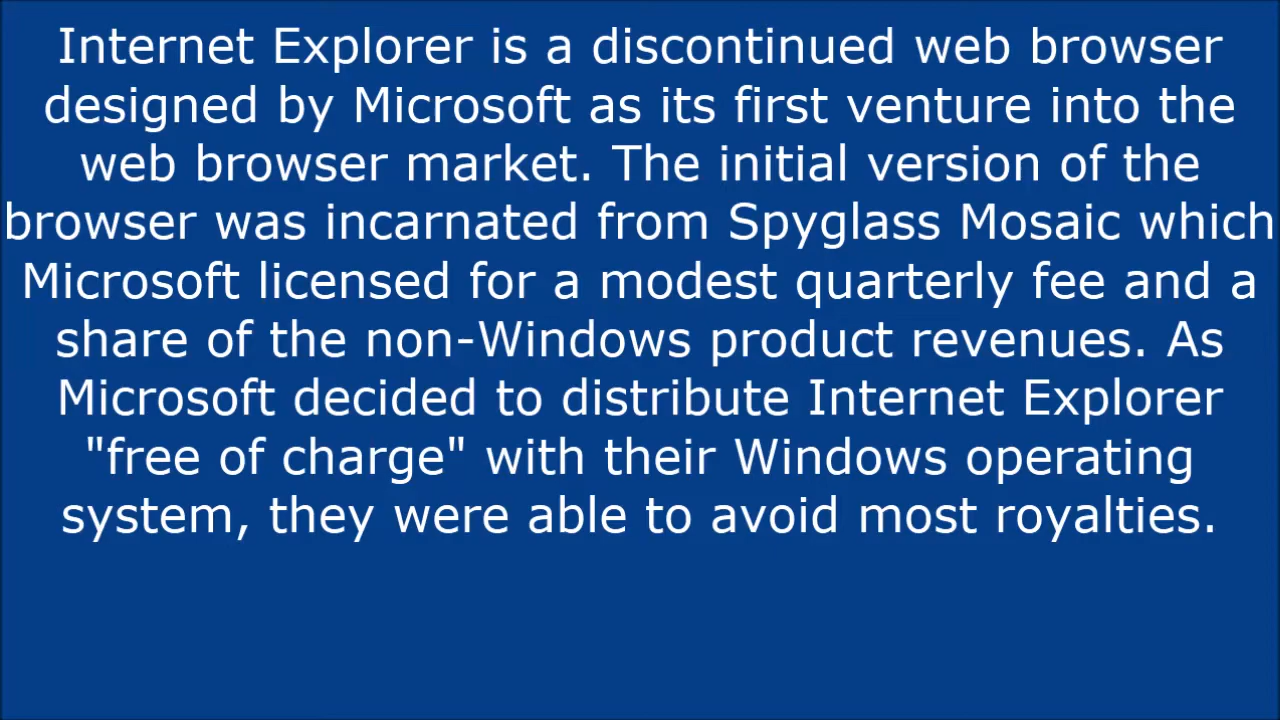 Internet Explorer is a discontinued web browser
designed by Microsoft as its first venture into the
web browser market. The initial version of the
browser was incarnated from Spyglass Mosaic which
Microsoft licensed for a modest quarterly fee and a
share of the non-Windows product revenues. As
Microsoft decided to distribute Internet Explorer
"free of charge" with their Windows operating
system, they were able to avoid most royalties.